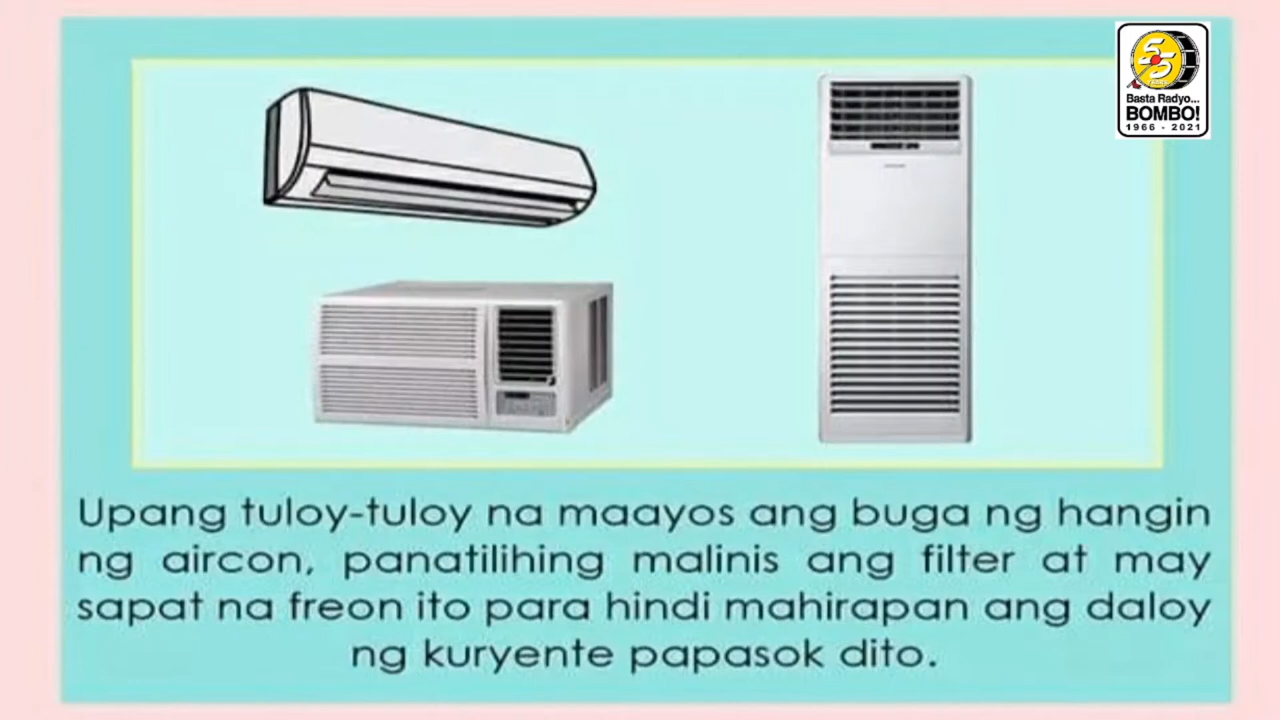 55
Basta Radyo...
BOMBO!
1966 - 2021
Upang tuloy-tuloy na maayos ang buga ng hangin
ng aircon, panatilihing malinis ang filter at may
sapat na freon ito para hindi mahirapan ang daloy
ng kuryente papasok dito.